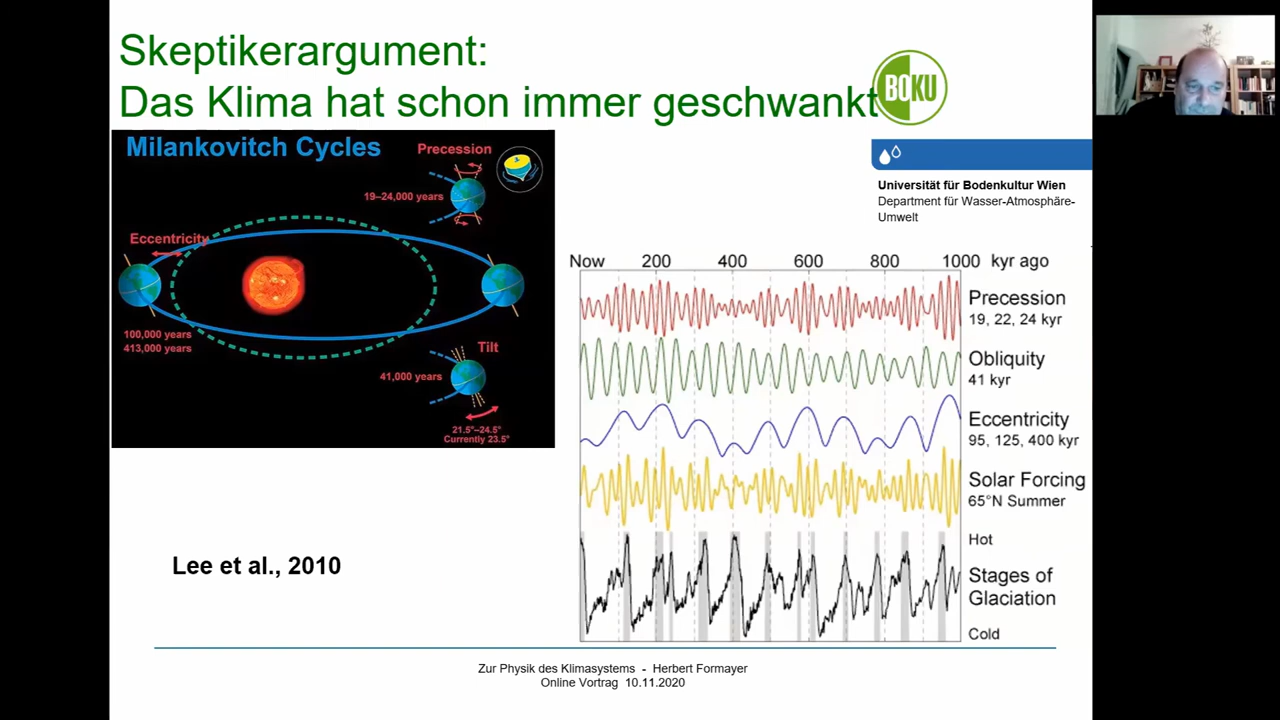 Skeptikerargument:
Das Klima hat schon immer geschwankt
BOKU
Universität für Bodenkultur Wien
Department für Wasser-Atmosphäre-
Umwelt
Milankovitch Cycles
Precession
19–24,000 years
Eccentricity
100,000 years
413,000 years
Tilt
41,000 years
21.5°–24.5°
Currently 23.5°
Now 200 400 600 800 1000 kyr ago
Precession
19, 22, 24 kyr
Obliquity
41 kyr
Eccentricity
95, 125, 400 kyr
Solar Forcing
65°N Summer
Hot
Stages of
Glaciation
Cold
Lee et al., 2010
Zur Physik des Klimasystems - Herbert Formayer
Online Vortrag 10.11.2020